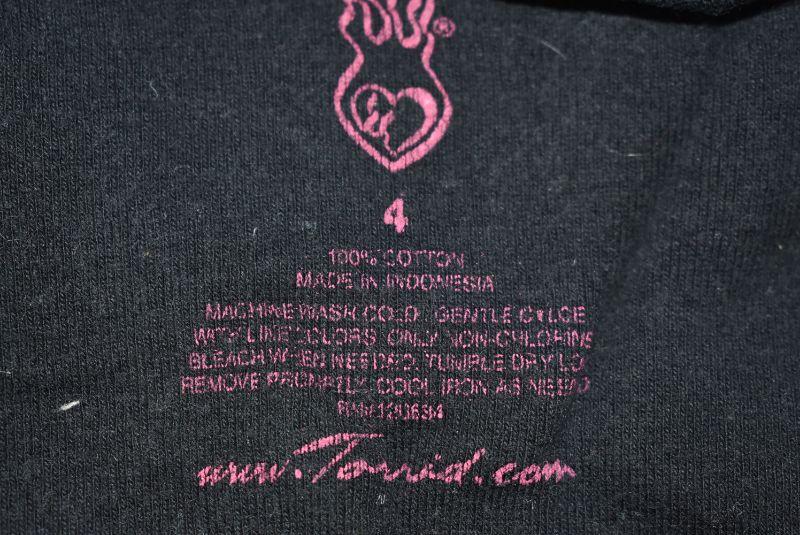 ®
4
100% COTTON
MADE IN INDONESIA
MACHINE WASH COLD. GENTLE CYLCE
WITH LIKE COLORS. ONLY NON-CHLORINE
BLEACH WHEN NEEDED. TUMBLE DRY LO
REMOVE PROMPTLY. COOL IRON AS NEEDED
www.Torrid.com